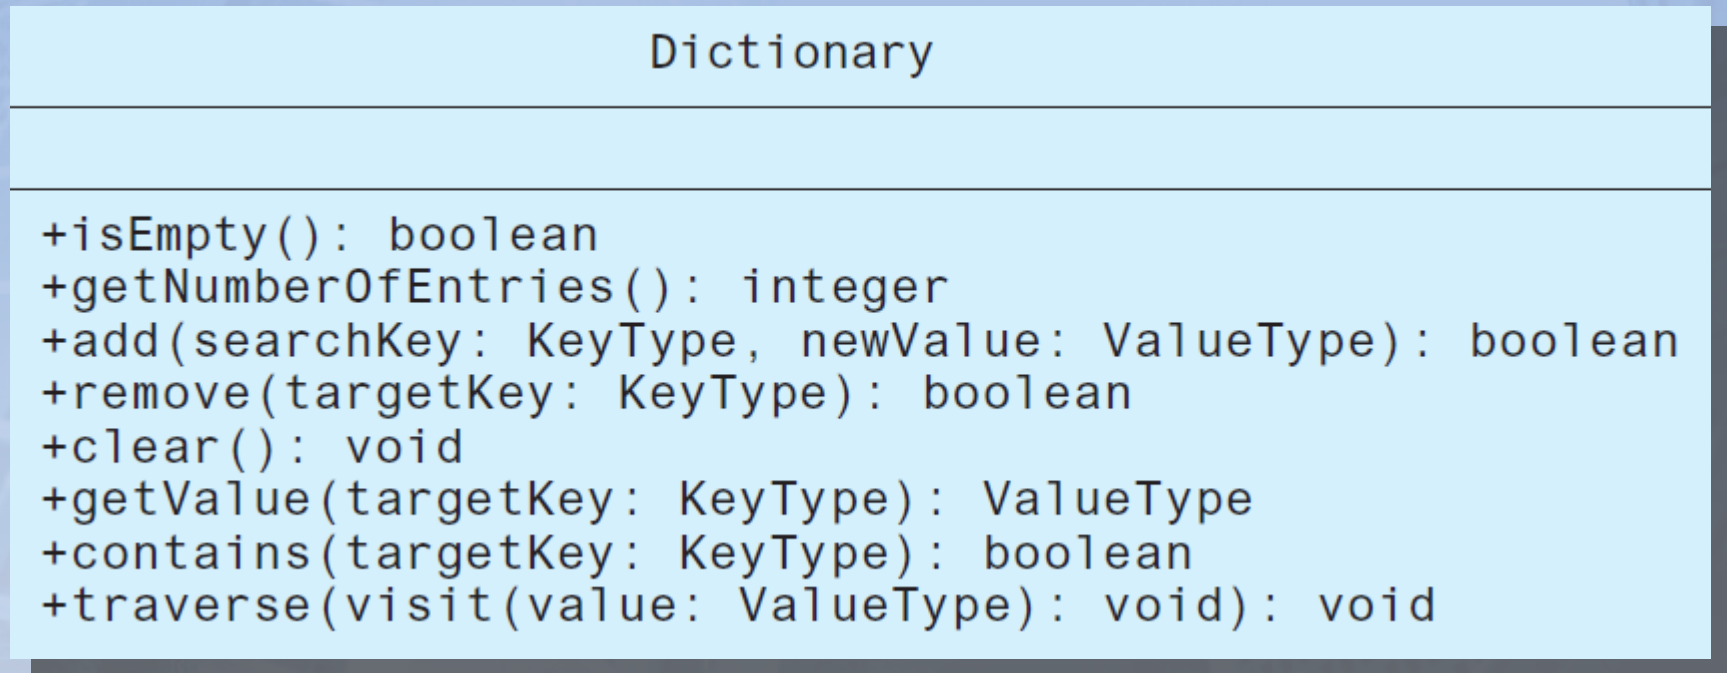 Dictionary
+isEmpty(): boolean
+getNumberOfEntries(): integer
+add(searchKey: KeyType, newValue: ValueType): boolean
+remove(targetKey: KeyType): boolean
+clear(): void
+getValue(targetKey: KeyType): ValueType
+contains(targetKey: KeyType): boolean
+traverse(visit(value: ValueType): void): void